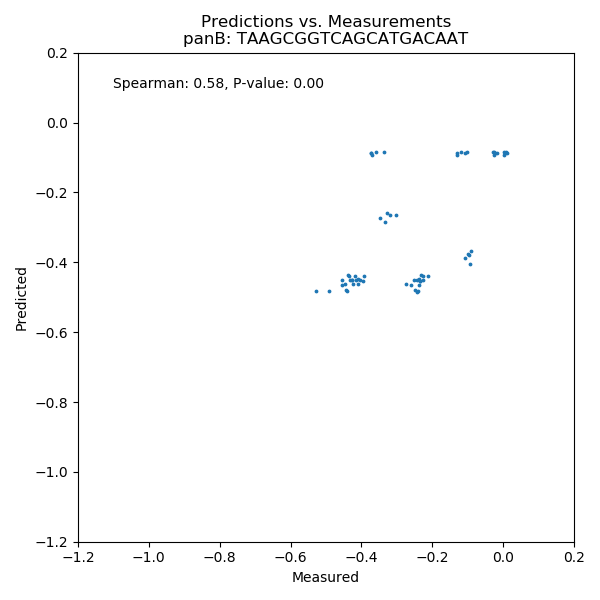 Predictions vs. Measurements
panB: TAAGCGGTCAGCATGACAAT
Spearman: 0.58, P-value: 0.00
0.2
0.0
−0.2
−0.4
−0.6
−0.8
−1.0
−1.2
Predicted
−1.2 −1.0 −0.8 −0.6 −0.4 −0.2 0.0 0.2
Measured